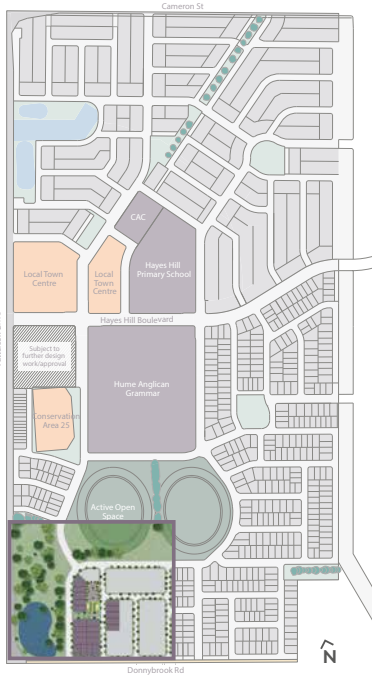 Cameron St
CAC
Hayes Hill
Primary School
Local Town
Centre
Local
Town
Centre
Hayes Hill Boulevard
Subject to
further design
work/approval
Hume Anglican
Grammar
Conservation
Area 25
Active Open
Space
N
Donnybrook Rd